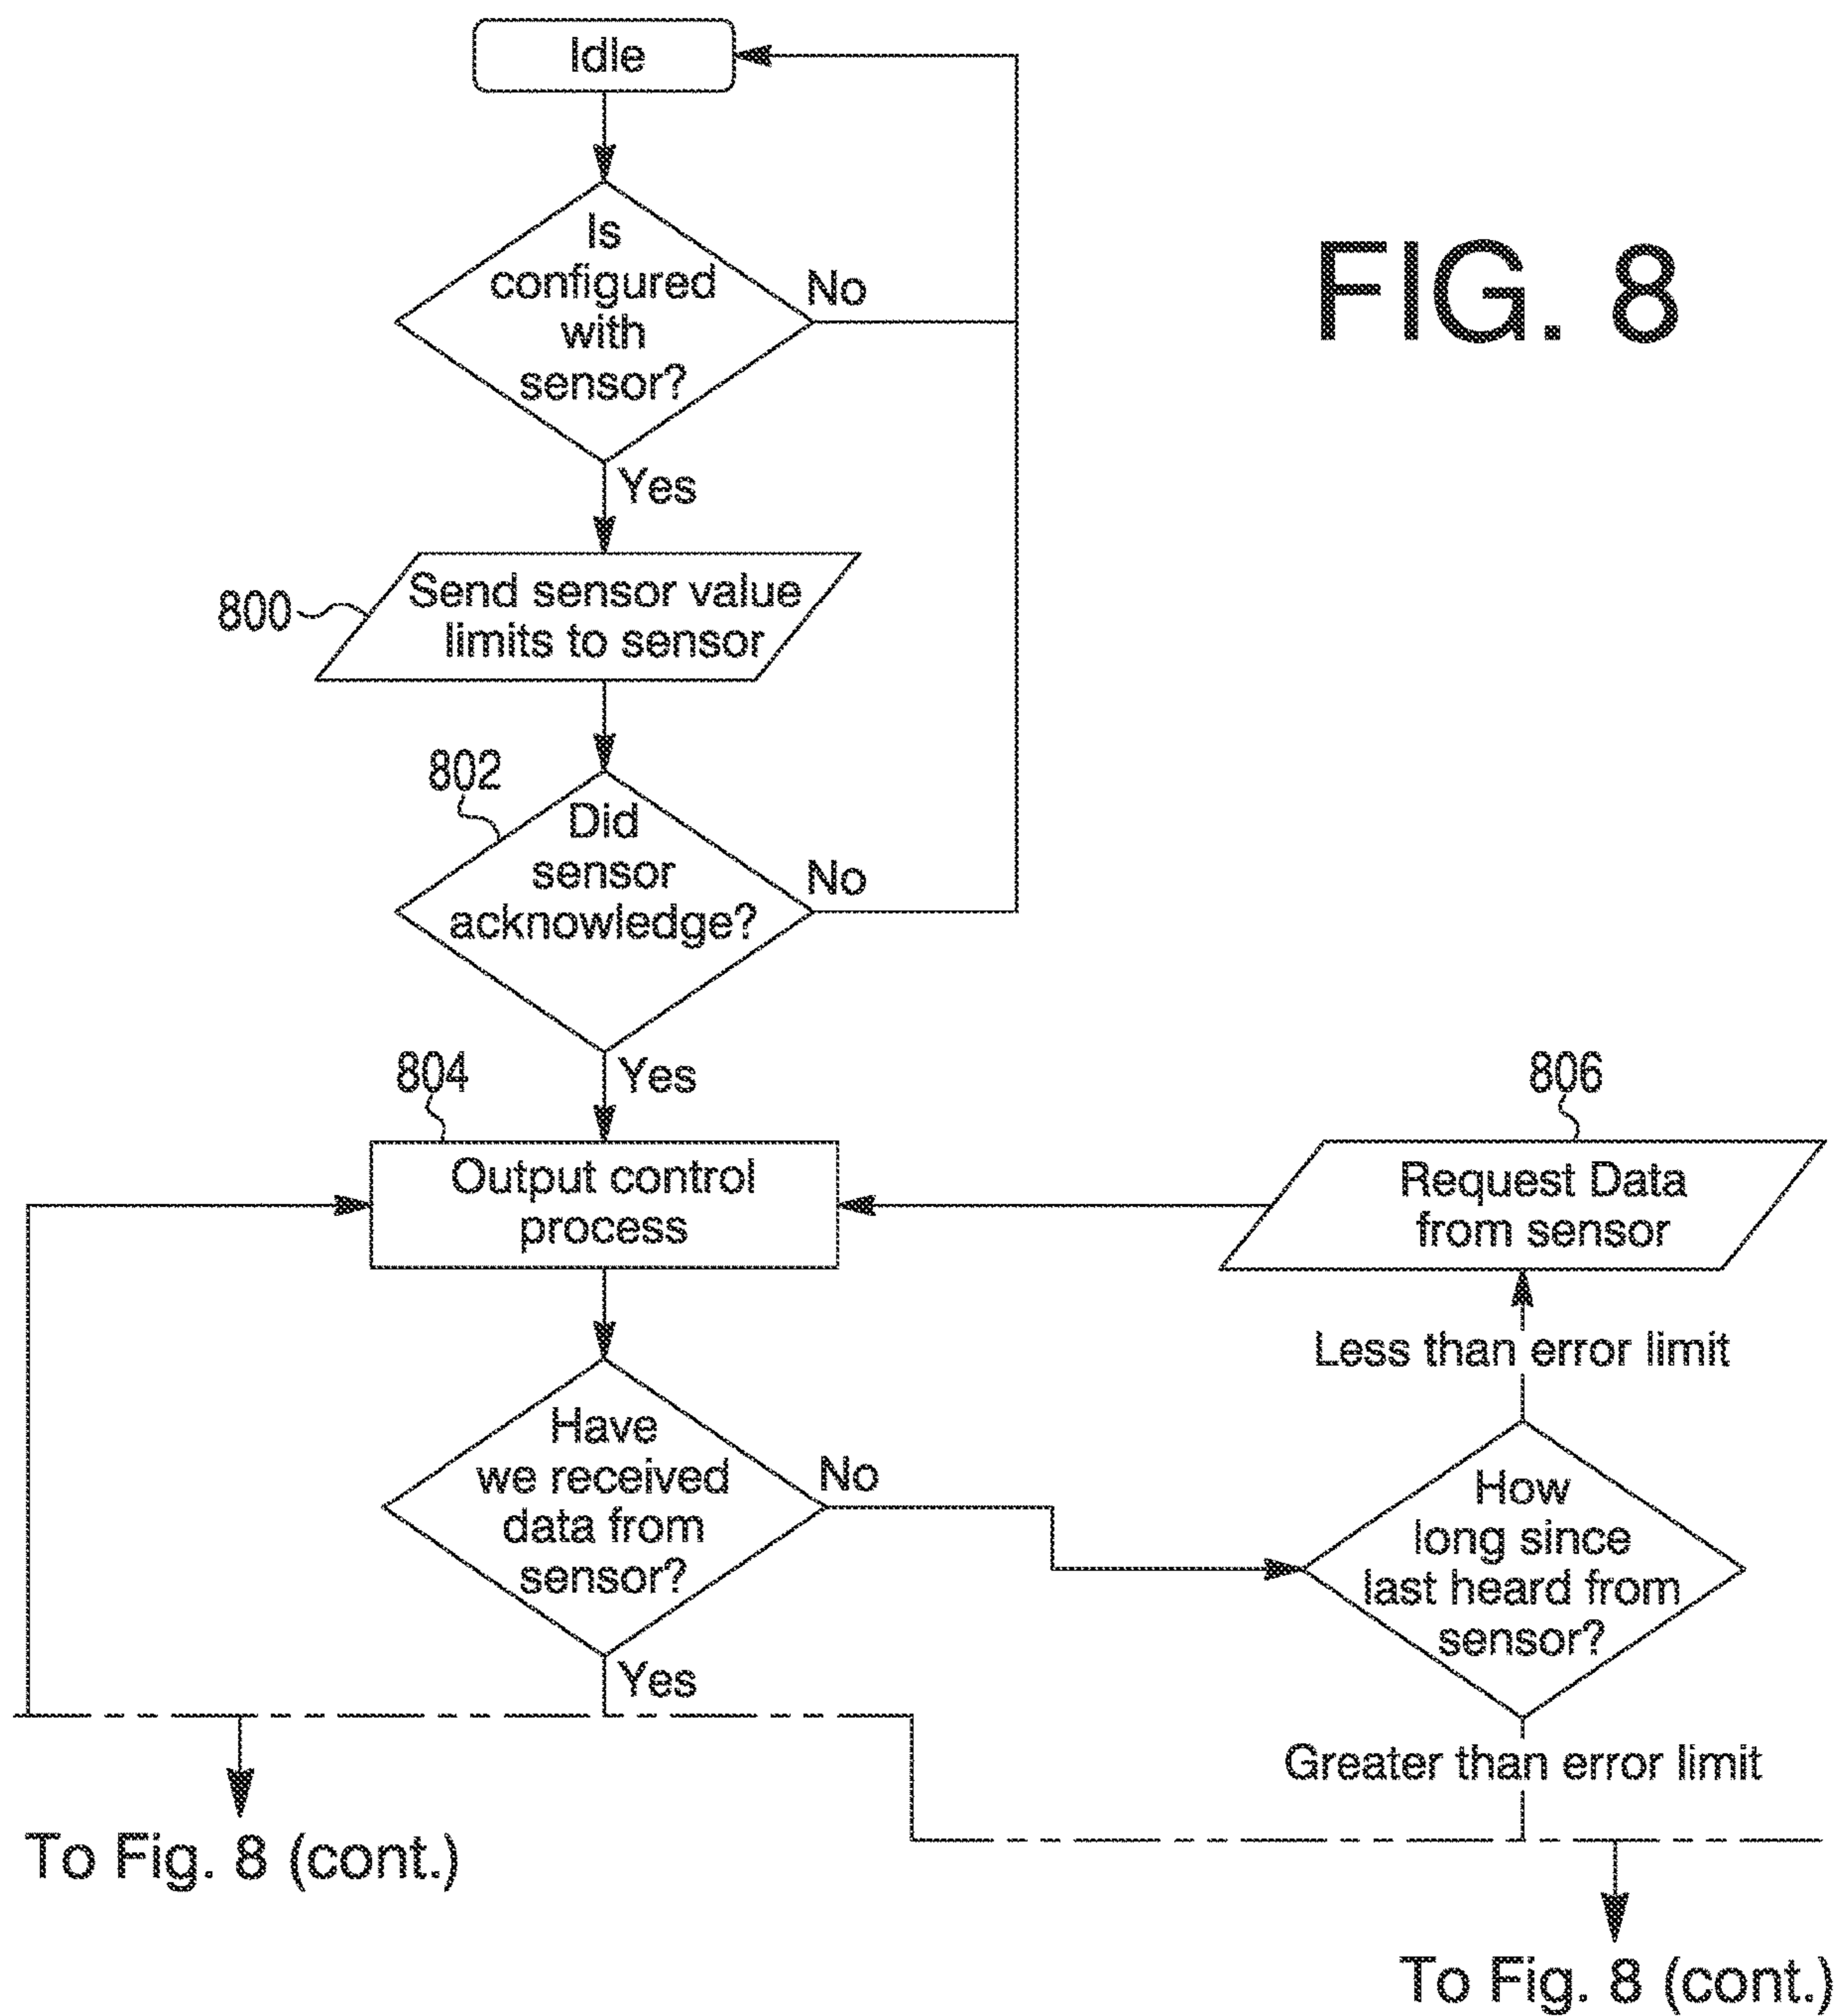 Idle
FIG. 8
Is
configured
with
sensor?
No
Yes
800
Send sensor value
limits to sensor
802
Did
sensor
acknowledge?
No
Yes
804
Output control
process
806
Request Data
from sensor
Less than error limit
Have
we received
data from
sensor?
No
Yes
How
long since
last heard from
sensor?
Greater than error limit
To Fig. 8 (cont.)
To Fig. 8 (cont.)